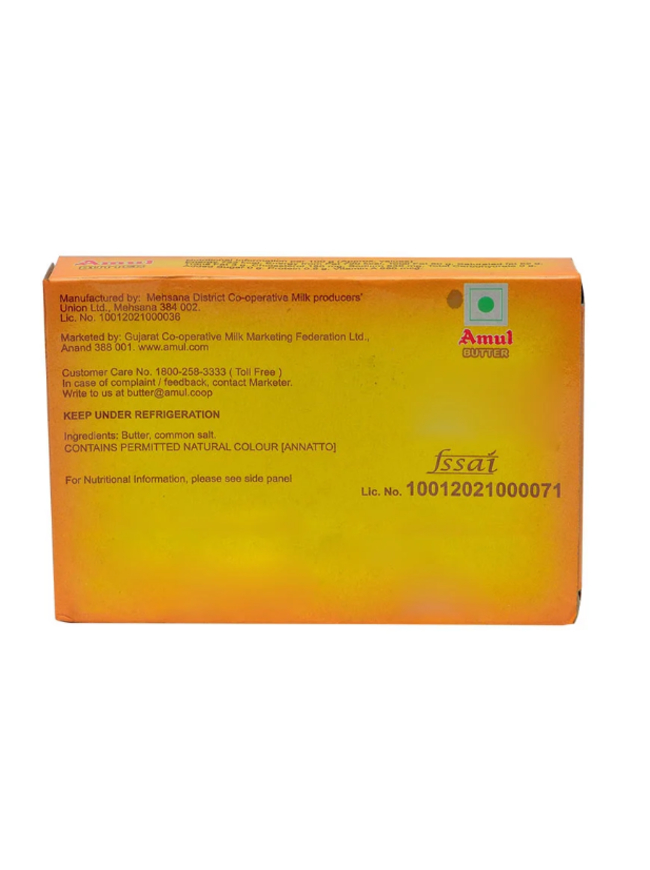 Amul
Manufactured by: Mehsana District Co-operative Milk producers'
Union Ltd., Mehsana 384 002.
Lic. No. 10012021000036
Marketed by: Gujarat Co-operative Milk Marketing Federation Ltd.,
Anand 388 001. www.amul.com
Customer Care No. 1800-258-3333 ( Toll Free )
In case of complaint / feedback, contact Marketer.
Write to us at butter@amul.coop
KEEP UNDER REFRIGERATION
Ingredients: Butter, common salt.
CONTAINS PERMITTED NATURAL COLOUR [ANNATTO]
For Nutritional Information, please see side panel
Amul
BUTTER
fssai
Lic. No. 10012021000071